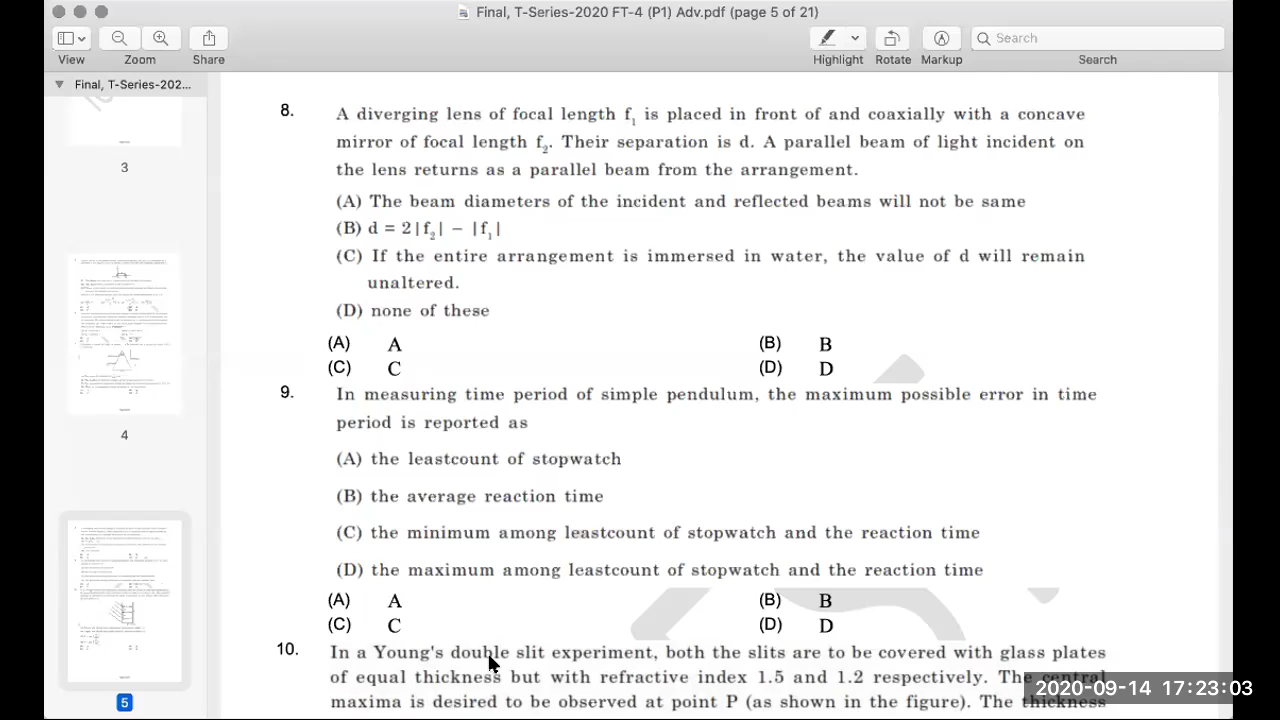 Final, T-Series-2020 FT-4 (P1) Adv.pdf (page 5 of 21)
View Zoom Share Highlight Rotate Markup Search
Search
Final, T-Series-202...
3
4
5
8. A diverging lens of focal length f1 is placed in front of and coaxially with a concave
mirror of focal length f2. Their separation is d. A parallel beam of light incident on
the lens returns as a parallel beam from the arrangement.
(A) The beam diameters of the incident and reflected beams will not be same
(B) d = 2|f2| − |f1|
(C) If the entire arrangement is immersed in water, the value of d will remain
unaltered.
(D) none of these
(A) A (B) B
(C) C (D) D
9. In measuring time period of simple pendulum, the maximum possible error in time
period is reported as
(A) the leastcount of stopwatch
(B) the average reaction time
(C) the minimum among leastcount of stopwatch and the reaction time
(D) the maximum among leastcount of stopwatch and the reaction time
(A) A (B) B
(C) C (D) D
10. In a Young's double slit experiment, both the slits are to be covered with glass plates
of equal thickness but with refractive index 1.5 and 1.2 respectively. The central
maxima is desired to be observed at point P (as shown in the figure). The thickness
2020-09-14 17:23:03